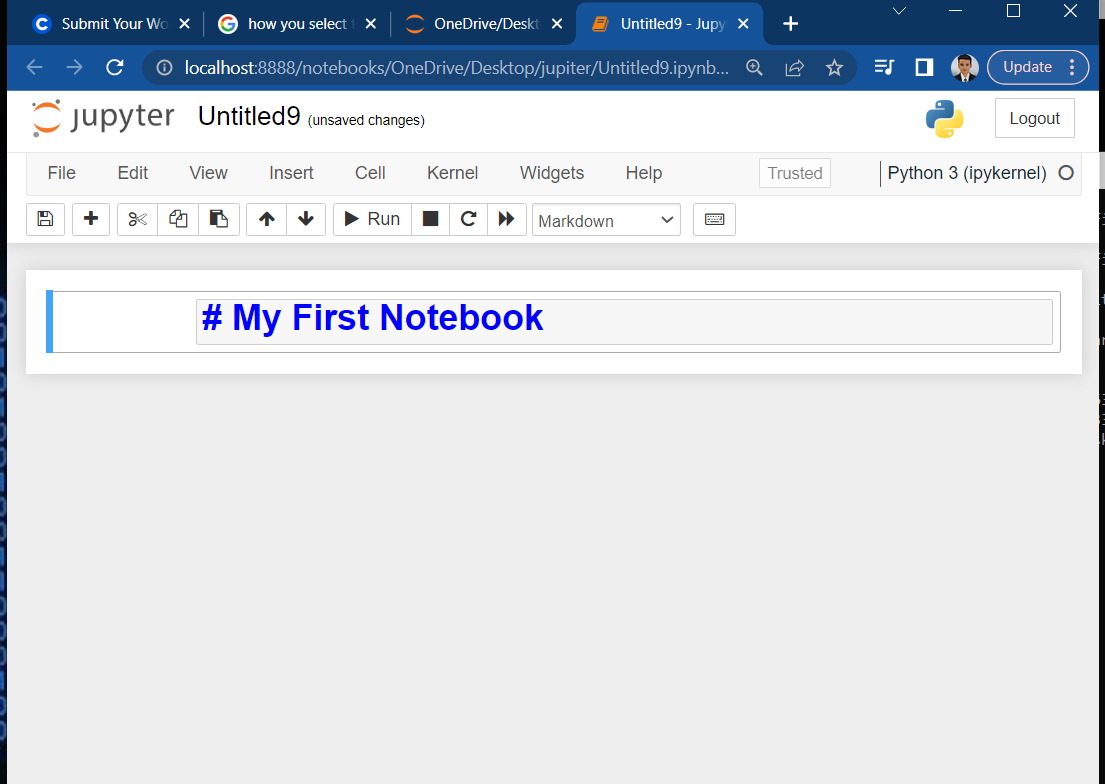 Submit Your Wo
how you select
OneDrive/Deskt
Untitled9 - Jupy
localhost:8888/notebooks/OneDrive/Desktop/jupiter/Untitled9.ipynb...
Update
jupyter Untitled9 (unsaved changes)
Logout
File Edit View Insert Cell Kernel Widgets Help Trusted Python 3 (ipykernel)
Run Markdown
# My First Notebook